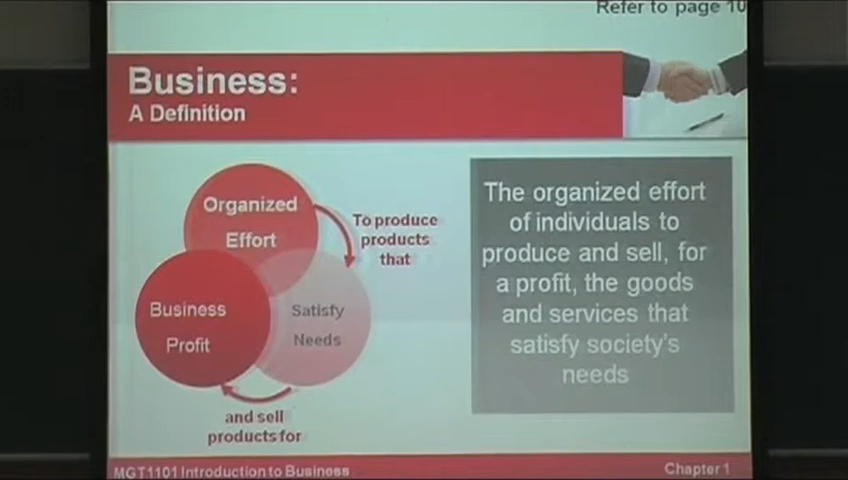 Refer to page 10
Business:
A Definition
Organized
Effort
To produce
products
that
Business
Profit
Satisfy
Needs
and sell
products for
The organized effort
of individuals to
produce and sell, for
a profit, the goods
and services that
satisfy society's
needs
MGT1101 Introduction to Business
Chapter 1